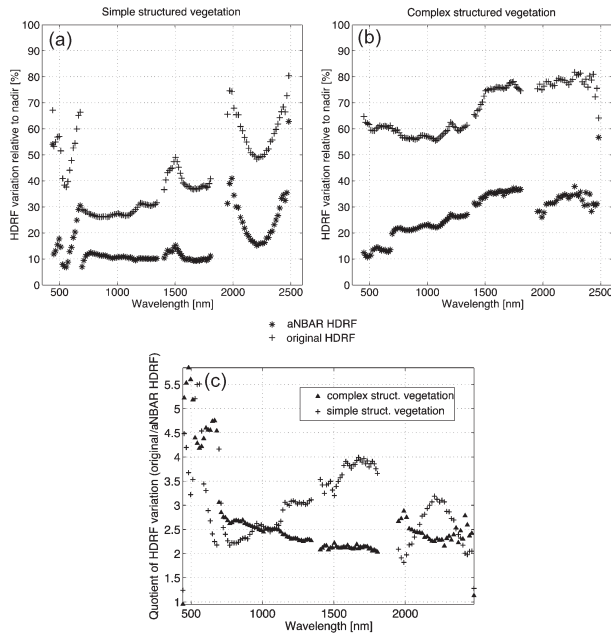 Simple structured vegetation
Complex structured vegetation
(a)
(b)
100
90
80
70
60
50
40
30
20
10
0
HDRF variation relative to nadir [%]
500 1000 1500 2000 2500
Wavelength [nm]
100
90
80
70
60
50
40
30
20
10
0
HDRF variation relative to nadir [%]
500 1000 1500 2000 2500
Wavelength [nm]
aNBAR HDRF
original HDRF
(c)
complex struct. vegetation
simple struct. vegetation
5.5
5
4.5
4
3.5
3
2.5
2
1.5
1
Quotient of HDRF variation (original/aNBAR HDRF)
500 1000 1500 2000
Wavelength [nm]